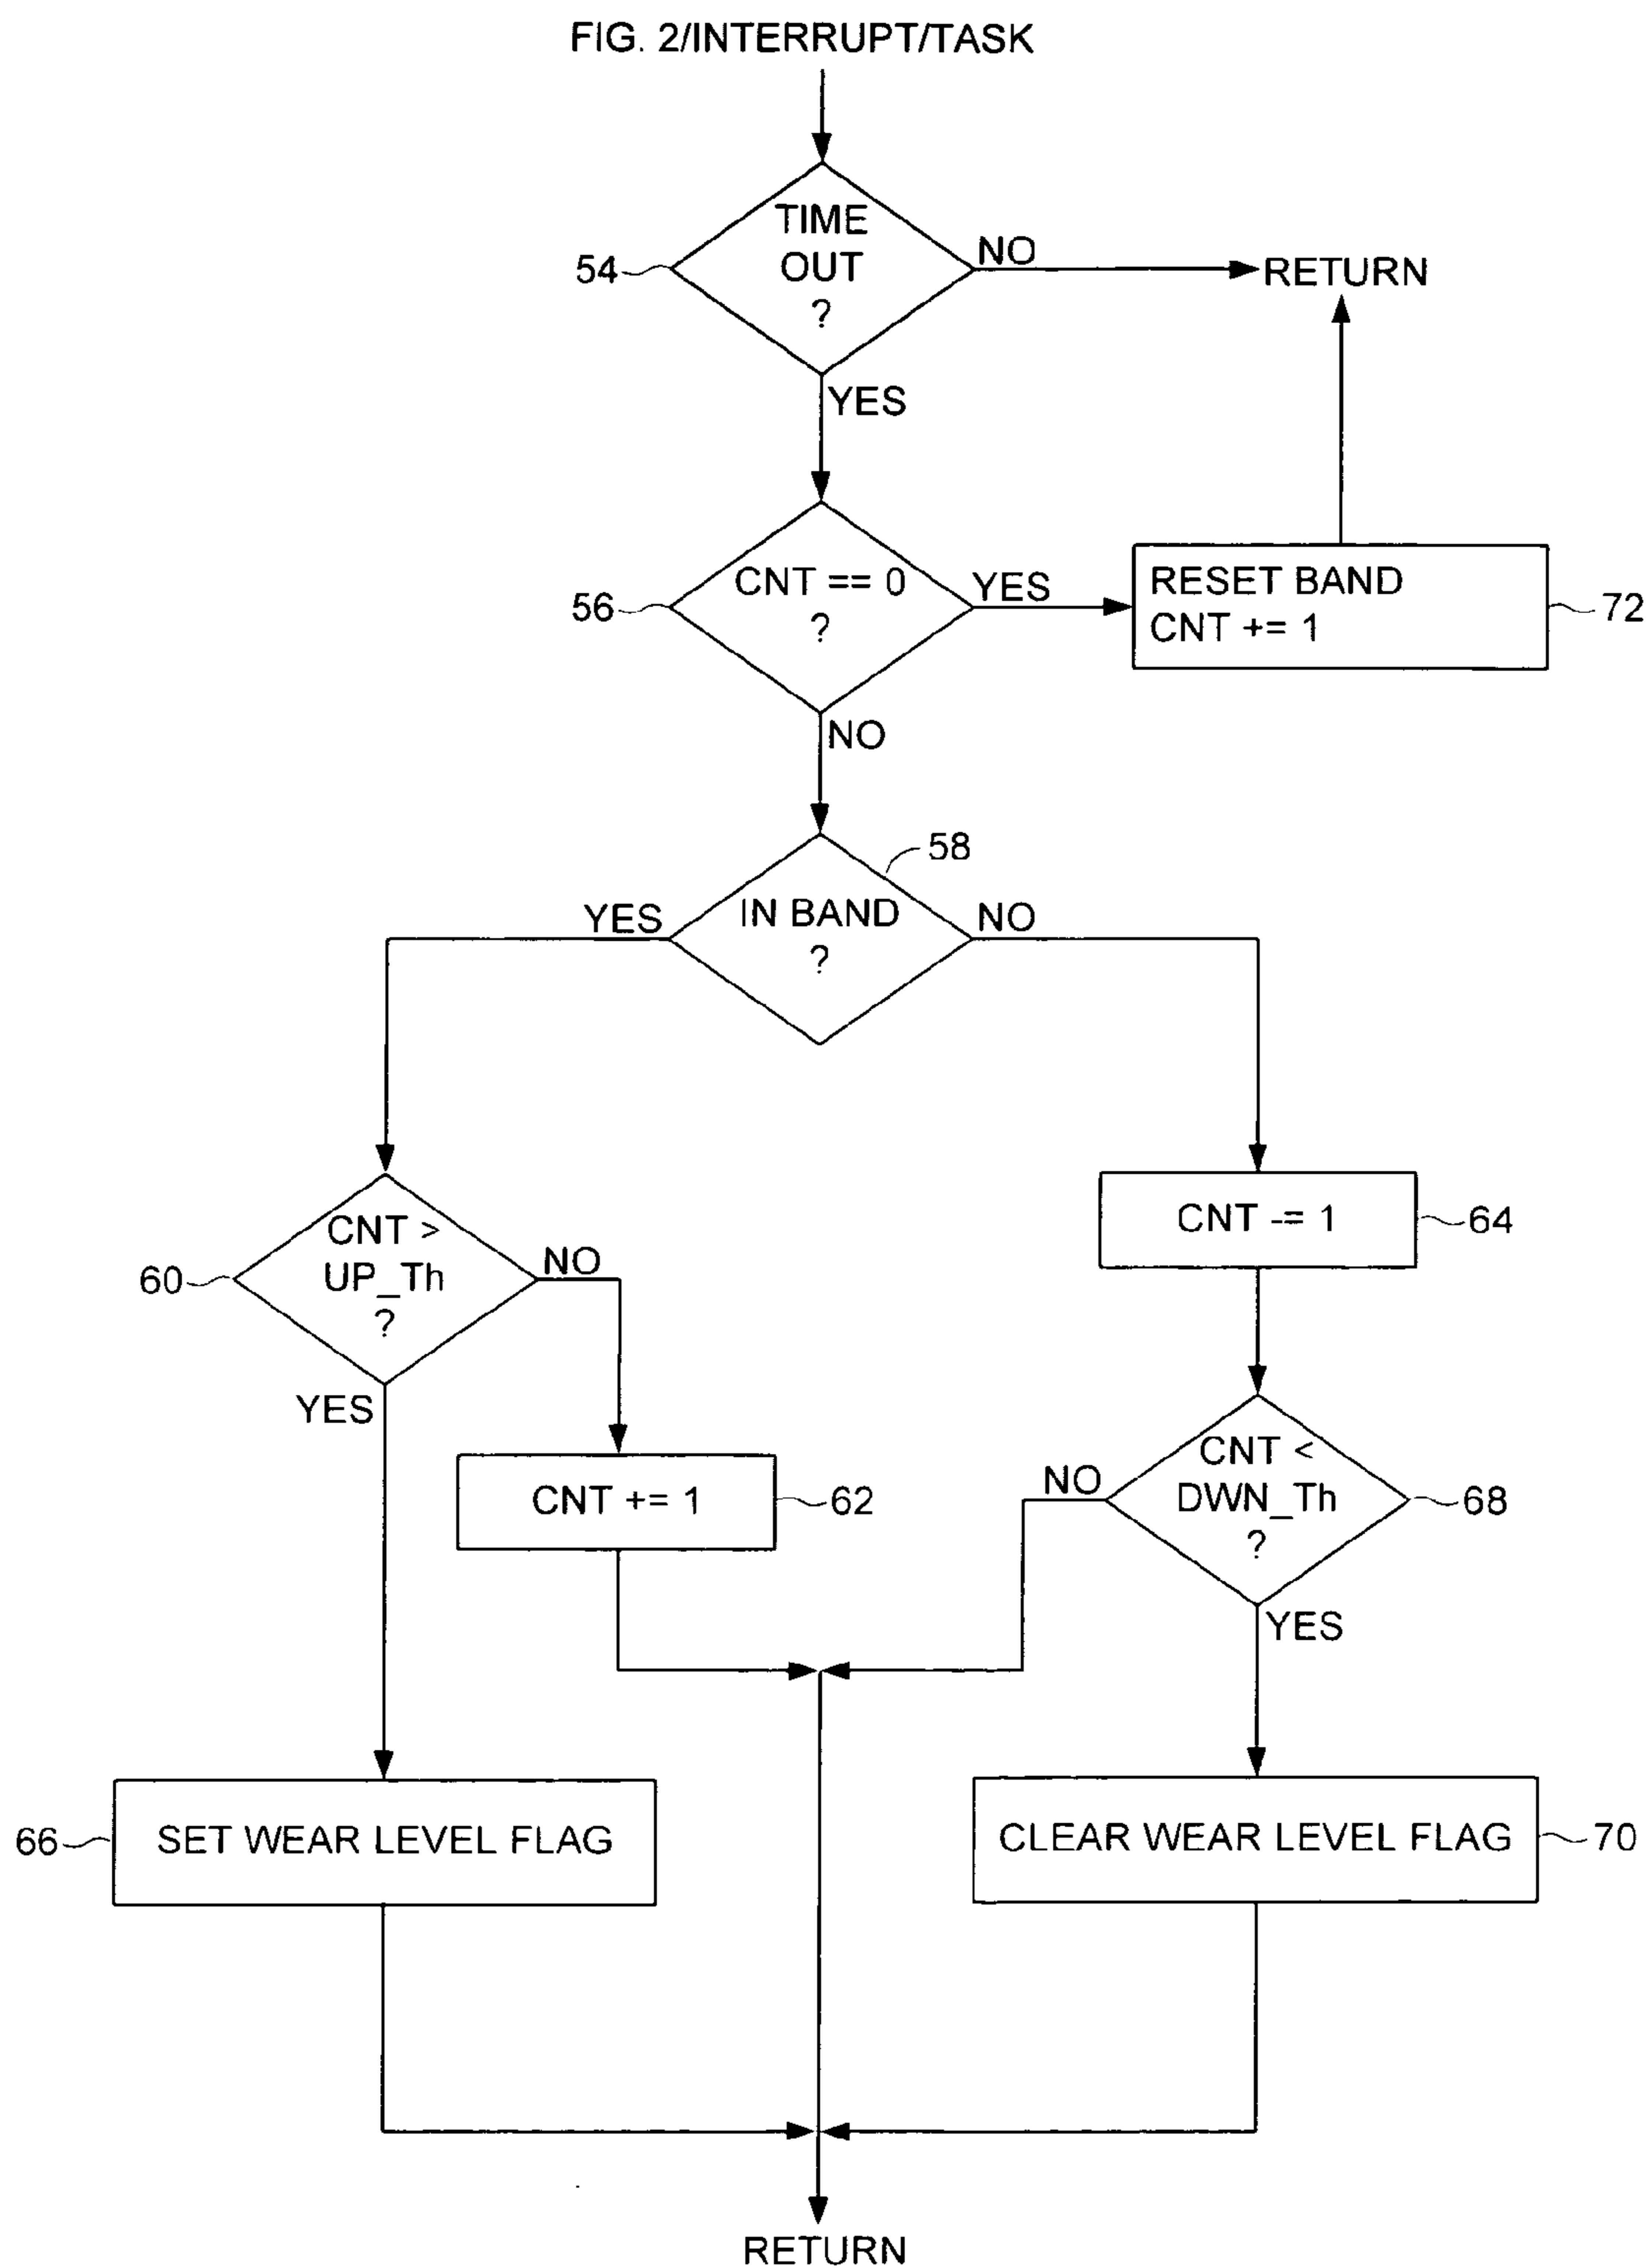 FIG. 2/INTERRUPT/TASK
TIME
OUT
?
54
NO
RETURN
YES
CNT == 0
?
56
YES
RESET BAND
CNT += 1
72
NO
58
IN BAND
?
YES
NO
CNT >
UP_Th
?
60
NO
YES
CNT += 1
62
CNT -= 1
64
CNT <
DWN_Th
?
68
NO
YES
66
SET WEAR LEVEL FLAG
CLEAR WEAR LEVEL FLAG
70
RETURN